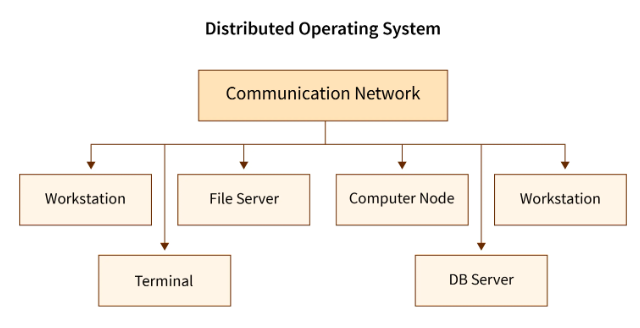 Distributed Operating System
Communication Network
Workstation
File Server
Computer Node
Workstation
Terminal
DB Server